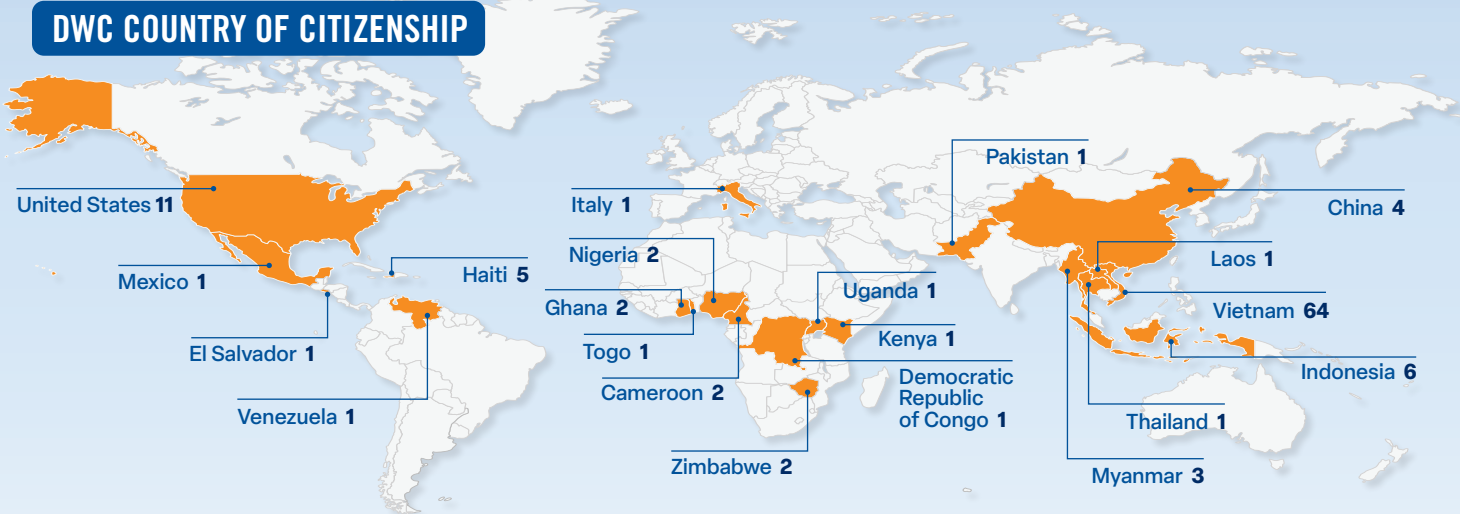 DWC COUNTRY OF CITIZENSHIP
United States 11
Mexico 1
Haiti 5
El Salvador 1
Venezuela 1
Italy 1
Nigeria 2
Ghana 2
Togo 1
Cameroon 2
Zimbabwe 2
Uganda 1
Kenya 1
Democratic
Republic
of Congo 1
Pakistan 1
China 4
Laos 1
Vietnam 64
Indonesia 6
Thailand 1
Myanmar 3